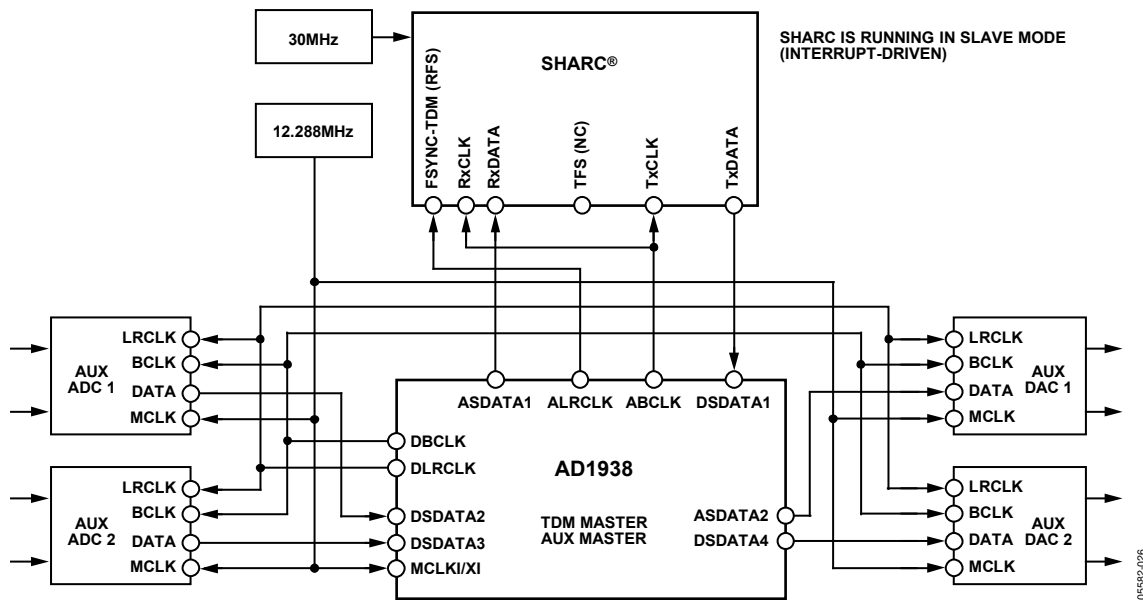 30MHz
12.288MHz
SHARC®
FSYNC-TDM (RFS)
RxCLK
RxDATA
TFS (NC)
TxCLK
TxDATA
SHARC IS RUNNING IN SLAVE MODE
(INTERRUPT-DRIVEN)
AUX
ADC 1
LRCLK
BCLK
DATA
MCLK
AUX
ADC 2
LRCLK
BCLK
DATA
MCLK
ASDATA1
ALRCLK
ABCLK
DSDATA1
DBCLK
DLRCLK
DSDATA2
DSDATA3
MCLKI/XI
AD1938
TDM MASTER
AUX MASTER
ASDATA2
DSDATA4
LRCLK
BCLK
DATA
MCLK
AUX
DAC 1
LRCLK
BCLK
DATA
MCLK
AUX
DAC 2
05582-026